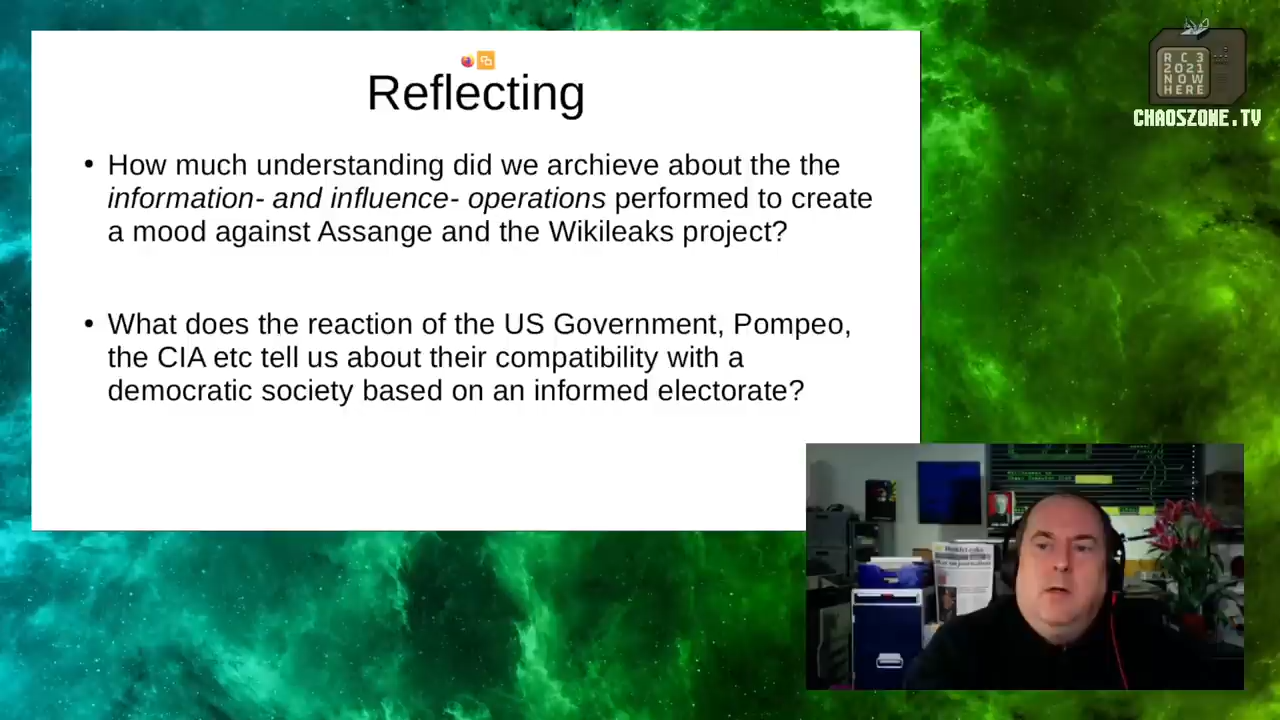 Reflecting
• How much understanding did we archieve about the the
information- and influence- operations performed to create
a mood against Assange and the Wikileaks project?
• What does the reaction of the US Government, Pompeo,
the CIA etc tell us about their compatibility with a
democratic society based on an informed electorate?
RC3
2021
NOW
HERE
CHAOSZONE.TV